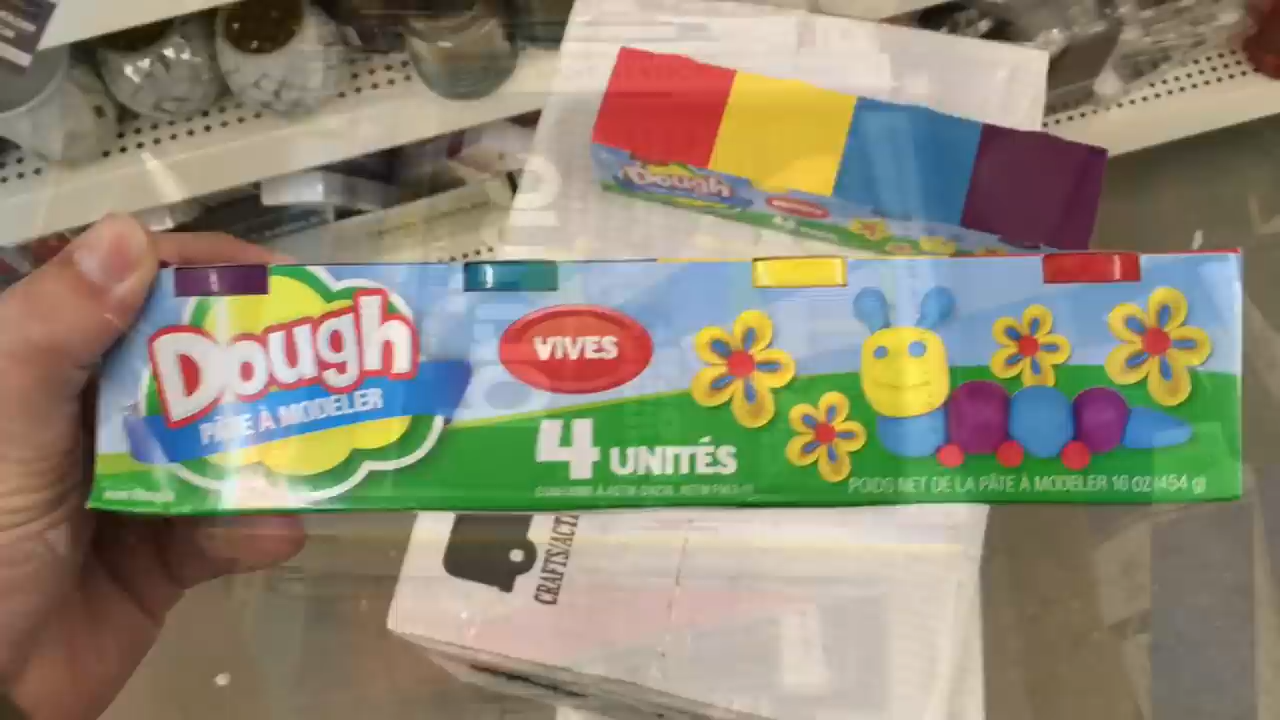 Dough
Dough
PÂTE À MODELER
VIVES
4 UNITÉS
POIDS NET DE LA PÂTE À MODELER 16 oz (454 g)
CRAFTS/ACT